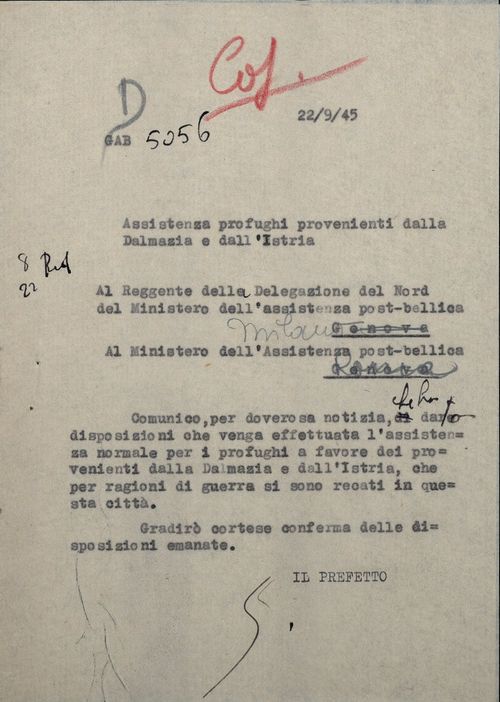 Cof.
D
22/9/45
GAB 5056
Assistenza profughi provenienti dalla
Dalmazia e dall'Istria
8
22
Al Reggente della Delegazione del Nord
del Ministero dell'assistenza post-bellica
Milano Genova
Al Ministero dell'Assistenza post-bellica
Roma
che ho
Comunico, per doverosa notizia, di dare
disposizioni che venga effettuata l'assisten=
za normale per i profughi a favore dei pro=
venienti dalla Dalmazia e dall'Istria, che
per ragioni di guerra si sono recati in que=
sta città.
Gradirò cortese conferma delle di=
sposizioni emanate.
IL PREFETTO